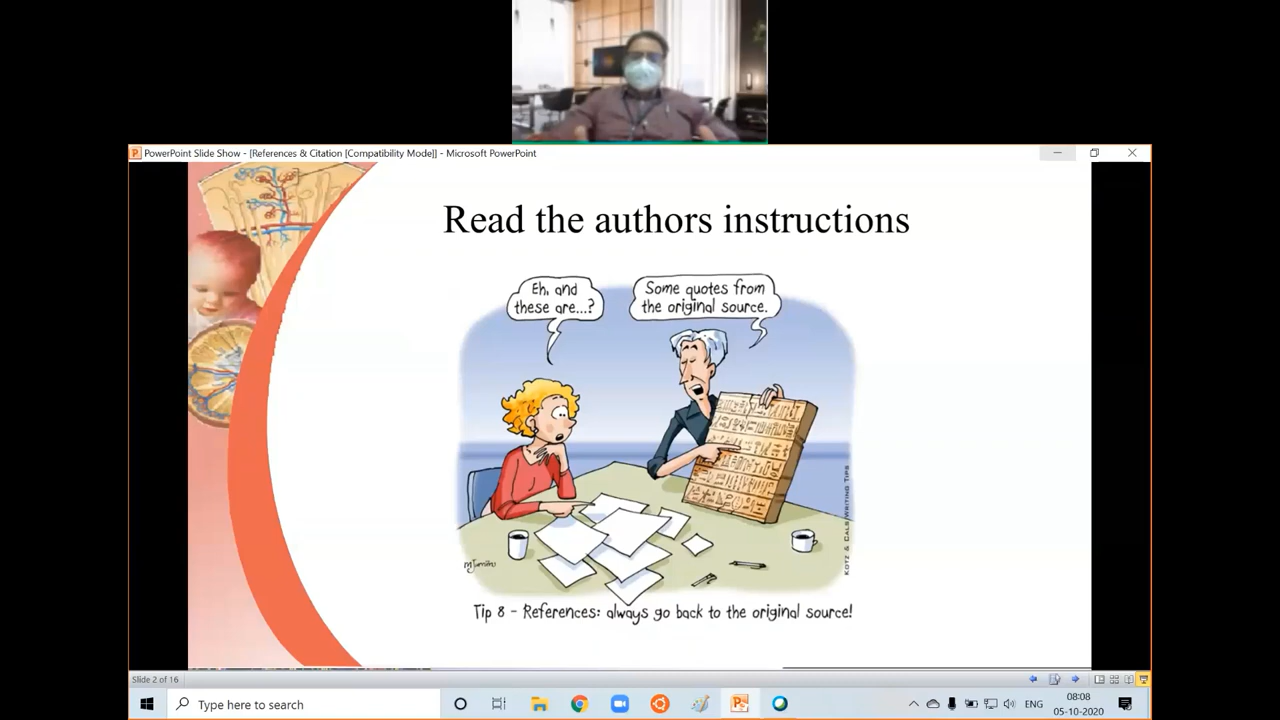 PowerPoint Slide Show - [References & Citation [Compatibility Mode]] - Microsoft PowerPoint
Read the authors instructions
Eh, and
these are...?
Some quotes from
the original source.
KOTZ & CALS/WRITING TIPS
Tip 8 - References: always go back to the original source!
Slide 2 of 16
Type here to search
ENG
08:08
05-10-2020